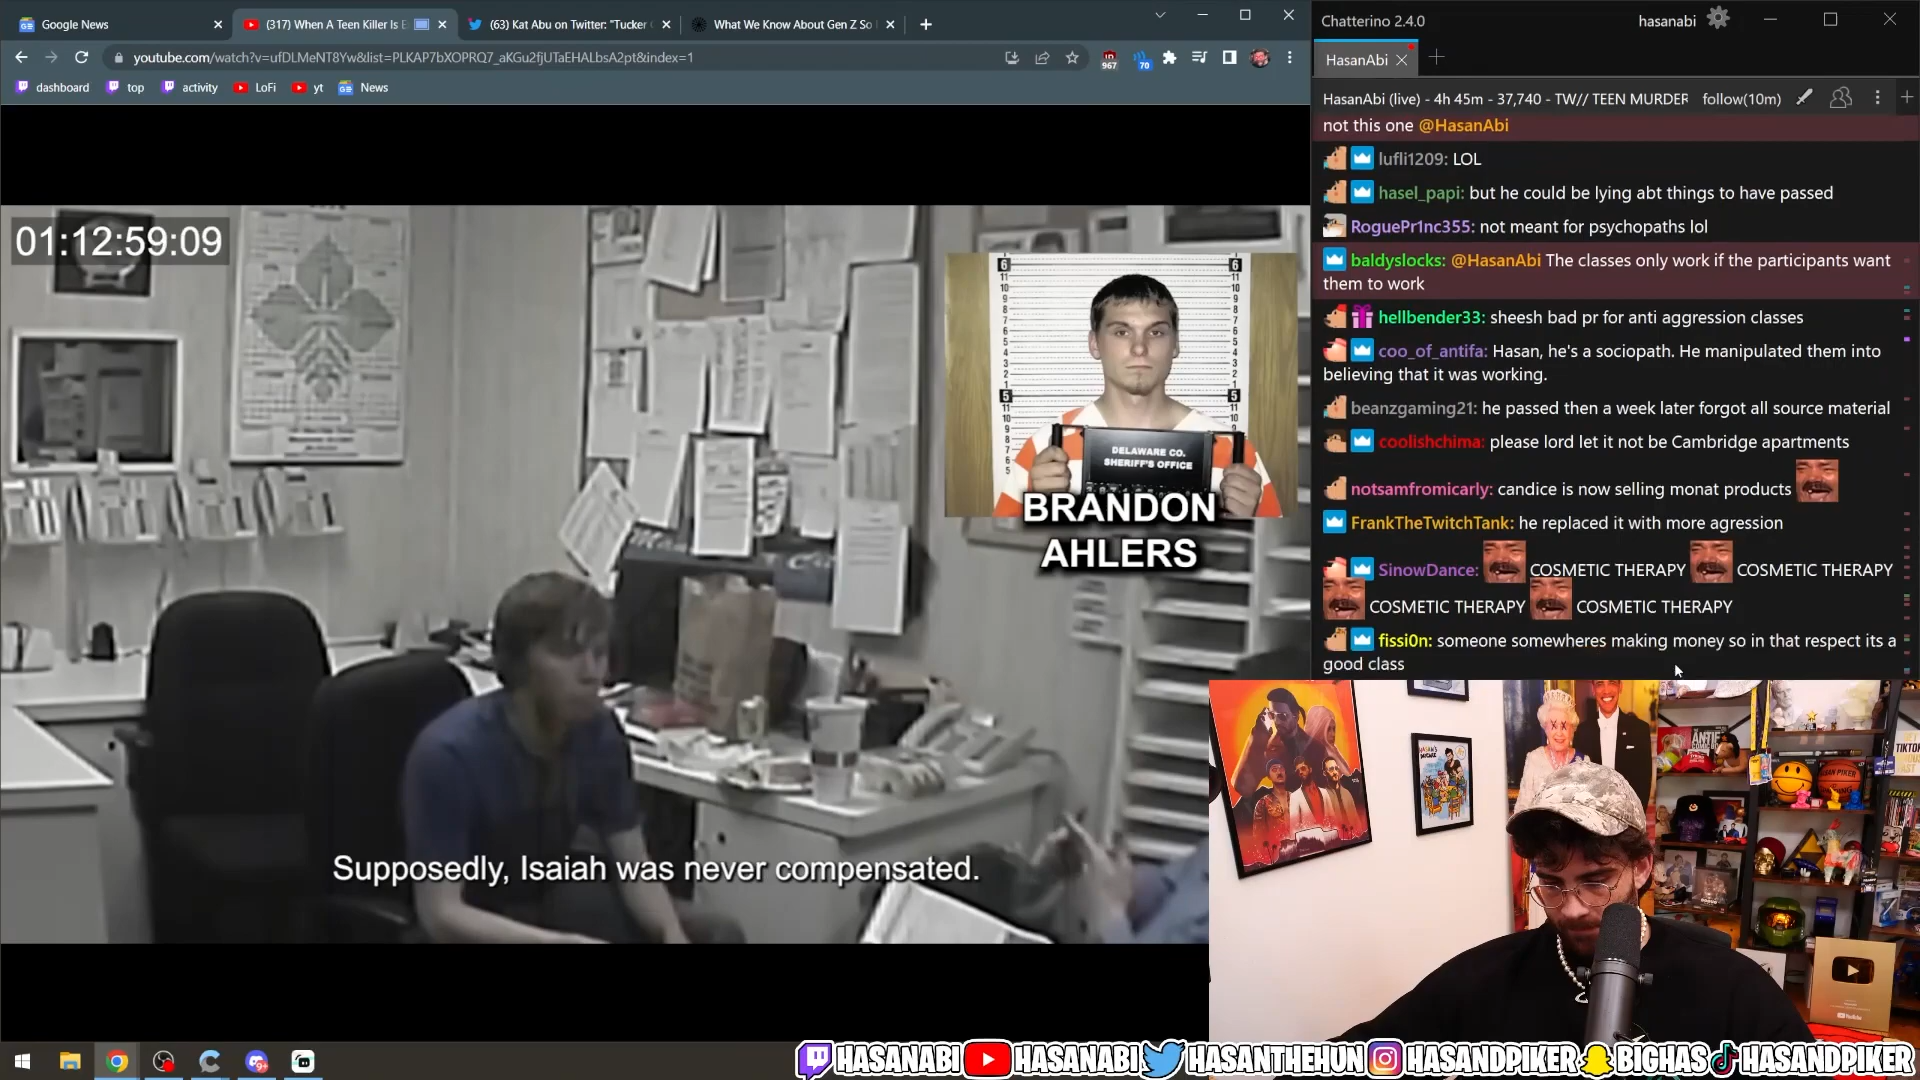 Google News
(317) When A Teen Killer Is E
(63) Kat Abu on Twitter: "Tucker
What We Know About Gen Z So
youtube.com/watch?v=ufDLMeNT8Yw&list=PLKAP7bXOPRQ7_aKGu2fjUTaEHALbsA2pt&index=1
967
70
dashboard
top
activity
LoFi
yt
News
01:12:59:09
6
6
5
5
DELAWARE CO.
SHERIFF'S OFFICE
BRANDON
AHLERS
Supposedly, Isaiah was never compensated.
Chatterino 2.4.0
hasanabi
HasanAbi
HasanAbi (live) - 4h 45m - 37,740 - TW// TEEN MURDER
follow(10m)
not this one @HasanAbi
lufli1209: LOL
hasel_papi: but he could be lying abt things to have passed
RoguePr1nc355: not meant for psychopaths lol
baldyslocks: @HasanAbi The classes only work if the participants want
them to work
hellbender33: sheesh bad pr for anti aggression classes
coo_of_antifa: Hasan, he's a sociopath. He manipulated them into
believing that it was working.
beanzgaming21: he passed then a week later forgot all source material
coolishchima: please lord let it not be Cambridge apartments
notsamfromicarly: candice is now selling monat products
FrankTheTwitchTank: he replaced it with more agression
SinowDance: COSMETIC THERAPY COSMETIC THERAPY
COSMETIC THERAPY COSMETIC THERAPY
fissi0n: someone somewheres making money so in that respect its a
good class
HASANABI HASANABI HASANTHEHUN HASANDPIKER BIGHAS HASANDPIKER